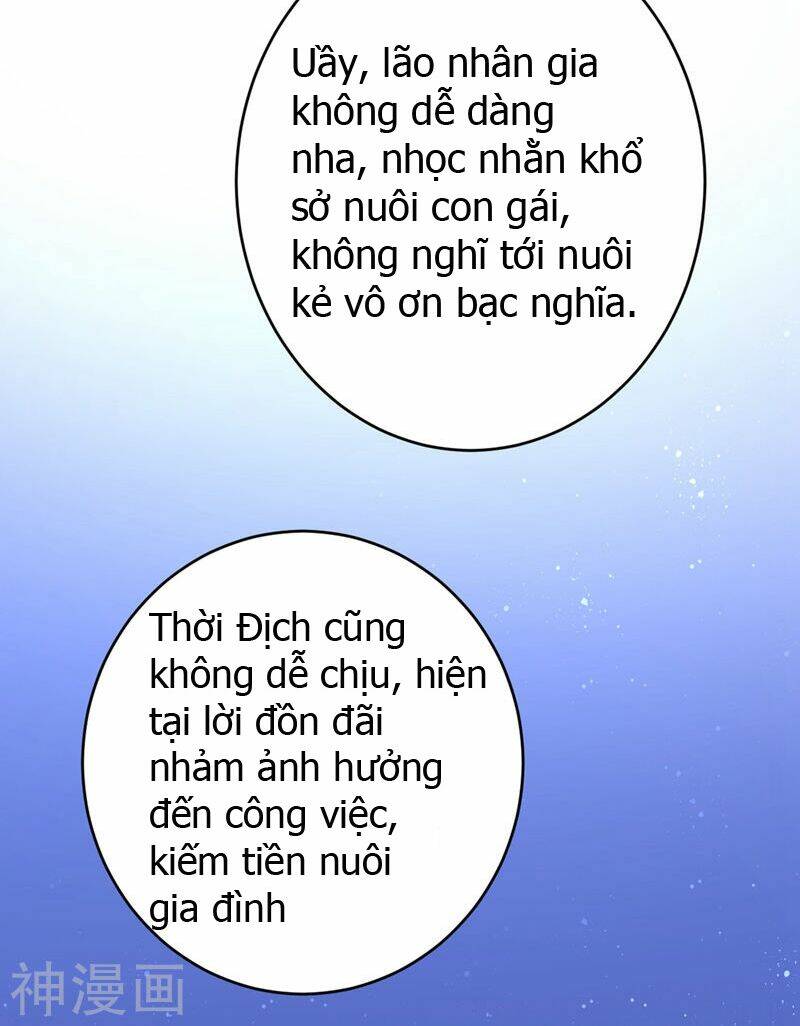 Uầy, lão nhân gia
không dễ dàng
nha, nhọc nhằn khổ
sở nuôi con gái,
không nghĩ tới nuôi
kẻ vô ơn bạc nghĩa.
Thời Địch cũng
không dễ chịu, hiện
tại lời đồn đãi
nhảm ảnh hưởng
đến công việc,
kiếm tiền nuôi
gia đình
神漫画